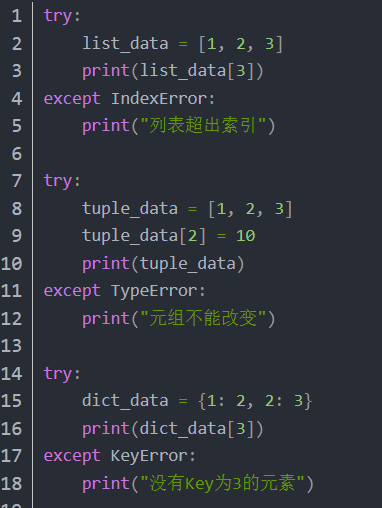 1 try:
2     list_data = [1, 2, 3]
3     print(list_data[3])
4 except IndexError:
5     print("列表超出索引")
6
7 try:
8     tuple_data = [1, 2, 3]
9     tuple_data[2] = 10
10     print(tuple_data)
11 except TypeError:
12     print("元组不能改变")
13
14 try:
15     dict_data = {1: 2, 2: 3}
16     print(dict_data[3])
17 except KeyError:
18     print("没有Key为3的元素")